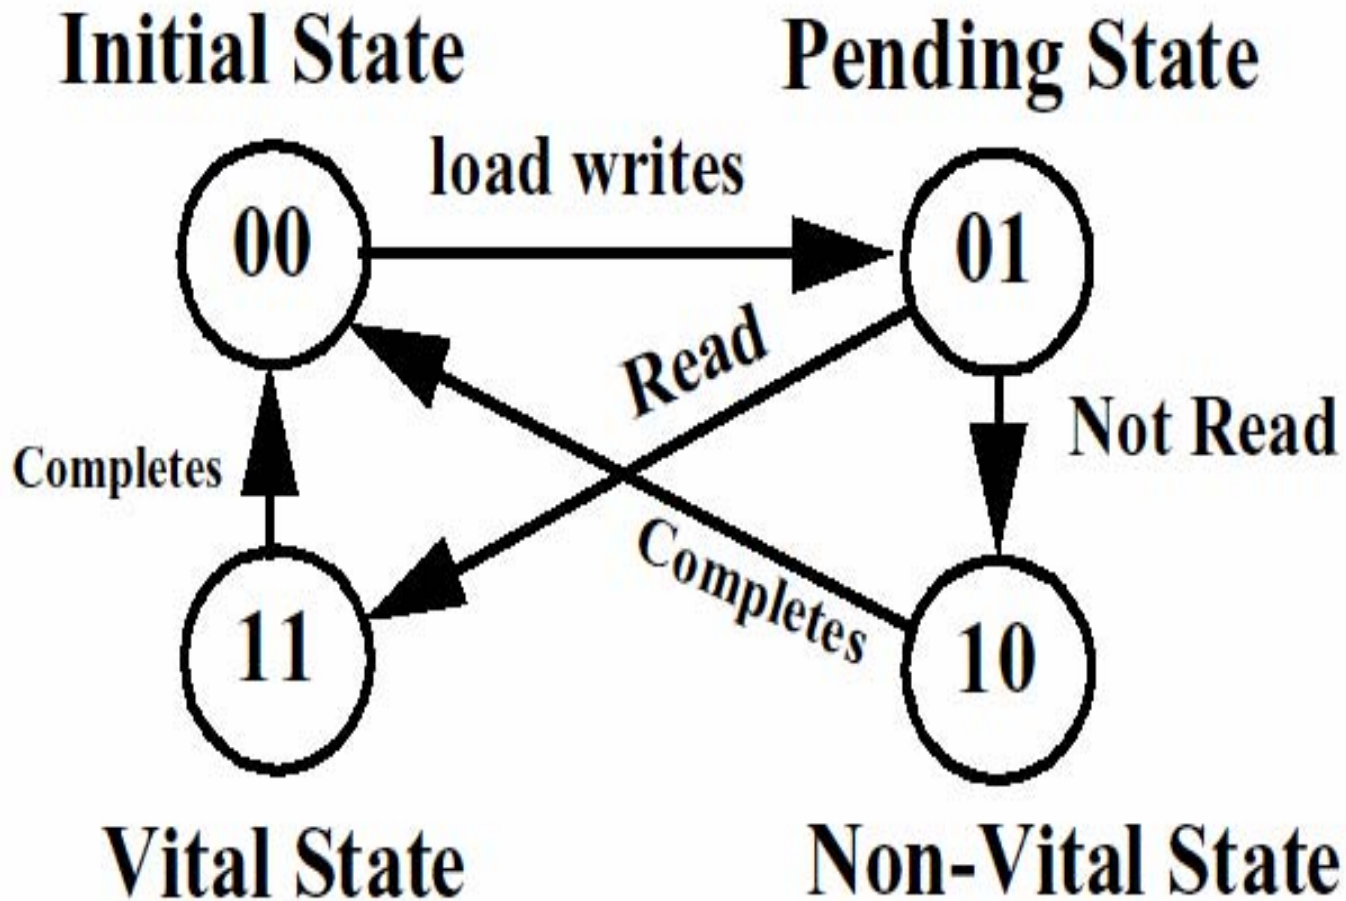 Initial State
Pending State
load writes
00
01
Read
Not Read
Completes
Completes
11
10
Vital State
Non-Vital State